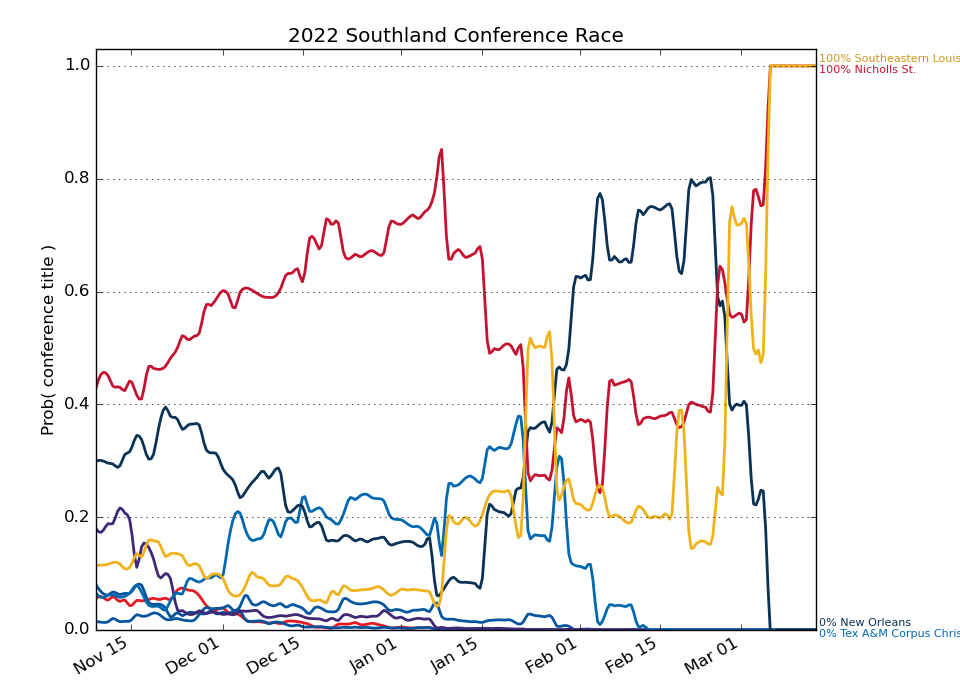 2022 Southland Conference Race
Prob( conference title )
1.0
0.8
0.6
0.4
0.2
0.0
Nov 15
Dec 01
Dec 15
Jan 01
Jan 15
Feb 01
Feb 15
Mar 01
100% Southeastern Louis
100% Nicholls St.
0% New Orleans
0% Tex A&M Corpus Chris